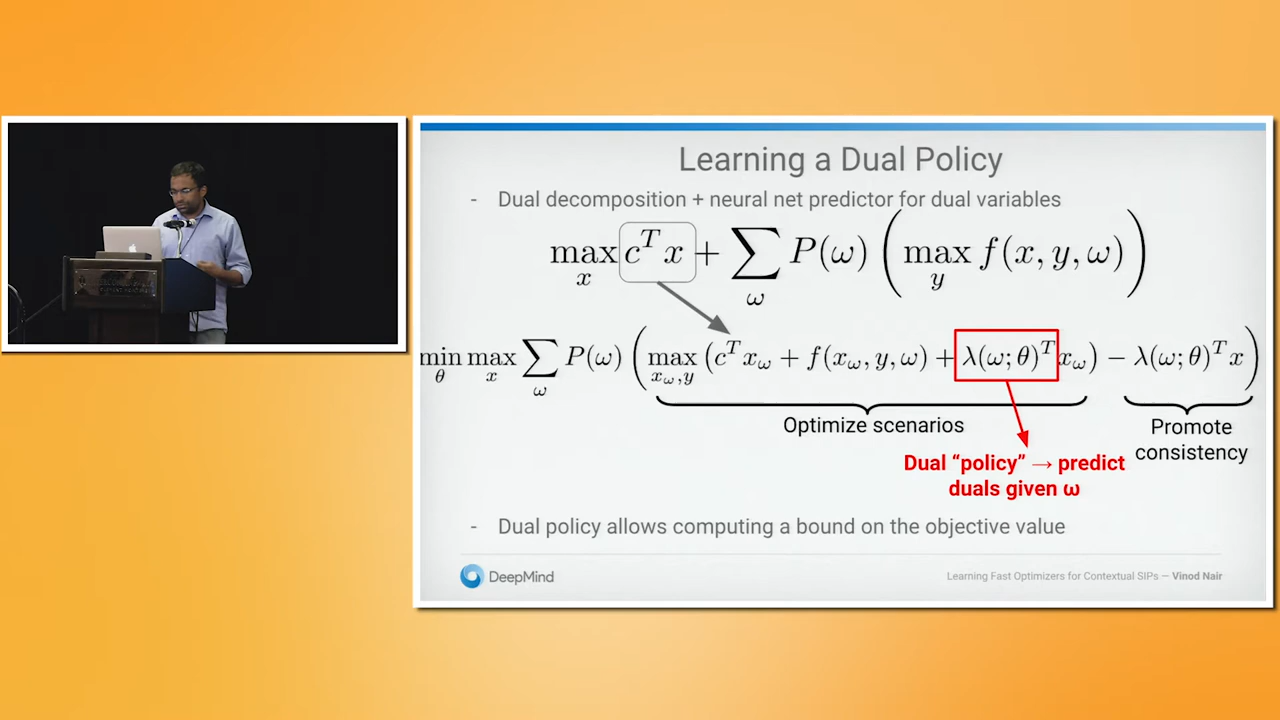 Learning a Dual Policy
- Dual decomposition + neural net predictor for dual variables
max_x c^T x + ∑_ω P(ω) ( max_y f(x, y, ω) )
min_θ max_x ∑_ω P(ω) ( max_{x_ω,y} (c^T x_ω + f(x_ω, y, ω) + λ(ω; θ)^T x_ω) − λ(ω; θ)^T x )
Optimize scenarios
Promote
consistency
Dual “policy” → predict
duals given ω
- Dual policy allows computing a bound on the objective value
DeepMind
Learning Fast Optimizers for Contextual SIPs — Vinod Nair